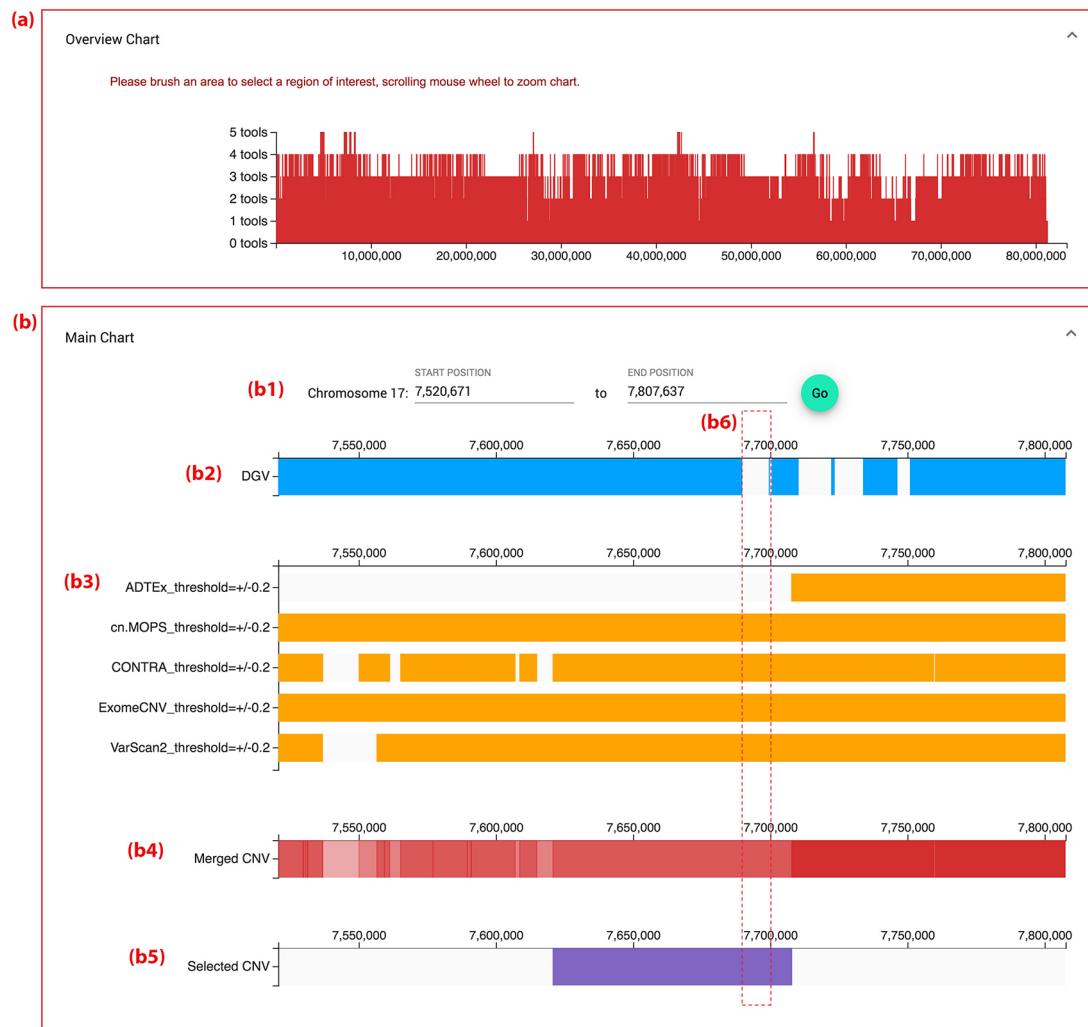 (a)
Overview Chart
Please brush an area to select a region of interest, scrolling mouse wheel to zoom chart.
5 tools
4 tools
3 tools
2 tools
1 tools
0 tools
10,000,000 20,000,000 30,000,000 40,000,000 50,000,000 60,000,000 70,000,000 80,000,000
(b)
Main Chart
START POSITION END POSITION
(b1) Chromosome 17: 7,520,671 to 7,807,637 Go
(b6)
7,550,000 7,600,000 7,650,000 7,700,000 7,750,000 7,800,000
(b2) DGV
7,550,000 7,600,000 7,650,000 7,700,000 7,750,000 7,800,000
(b3) ADTEx_threshold=+/-0.2
cn.MOPS_threshold=+/-0.2
CONTRA_threshold=+/-0.2
ExomeCNV_threshold=+/-0.2
VarScan2_threshold=+/-0.2
7,550,000 7,600,000 7,650,000 7,700,000 7,750,000 7,800,000
(b4) Merged CNV
7,550,000 7,600,000 7,650,000 7,700,000 7,750,000 7,800,000
(b5) Selected CNV